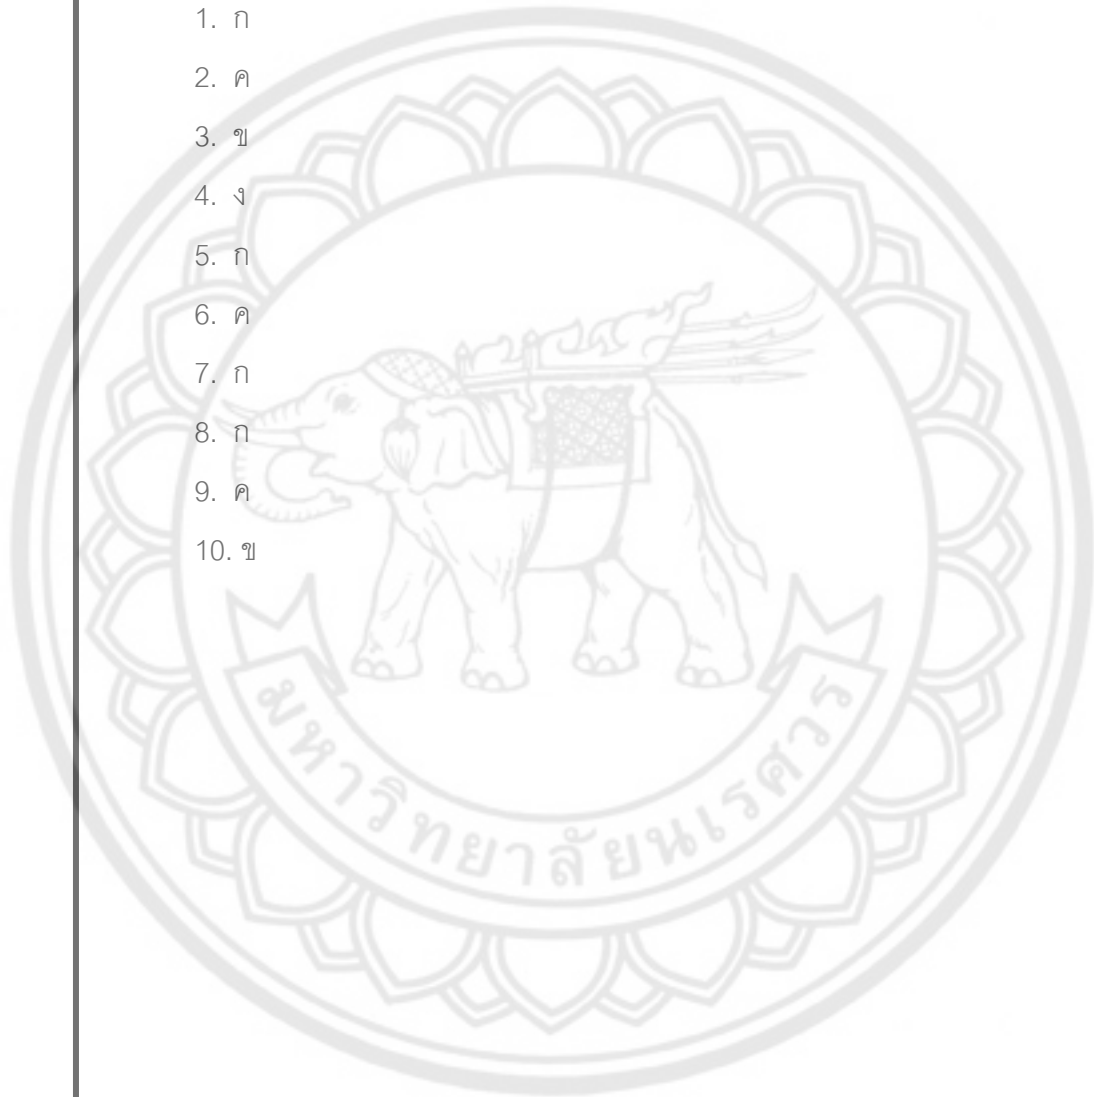 1. ก
2. ค
3. ข
4. ง
5. ก
6. ค
7. ก
8. ก
9. ค
10. ข
มหาวิทยาลัยนเรศวร